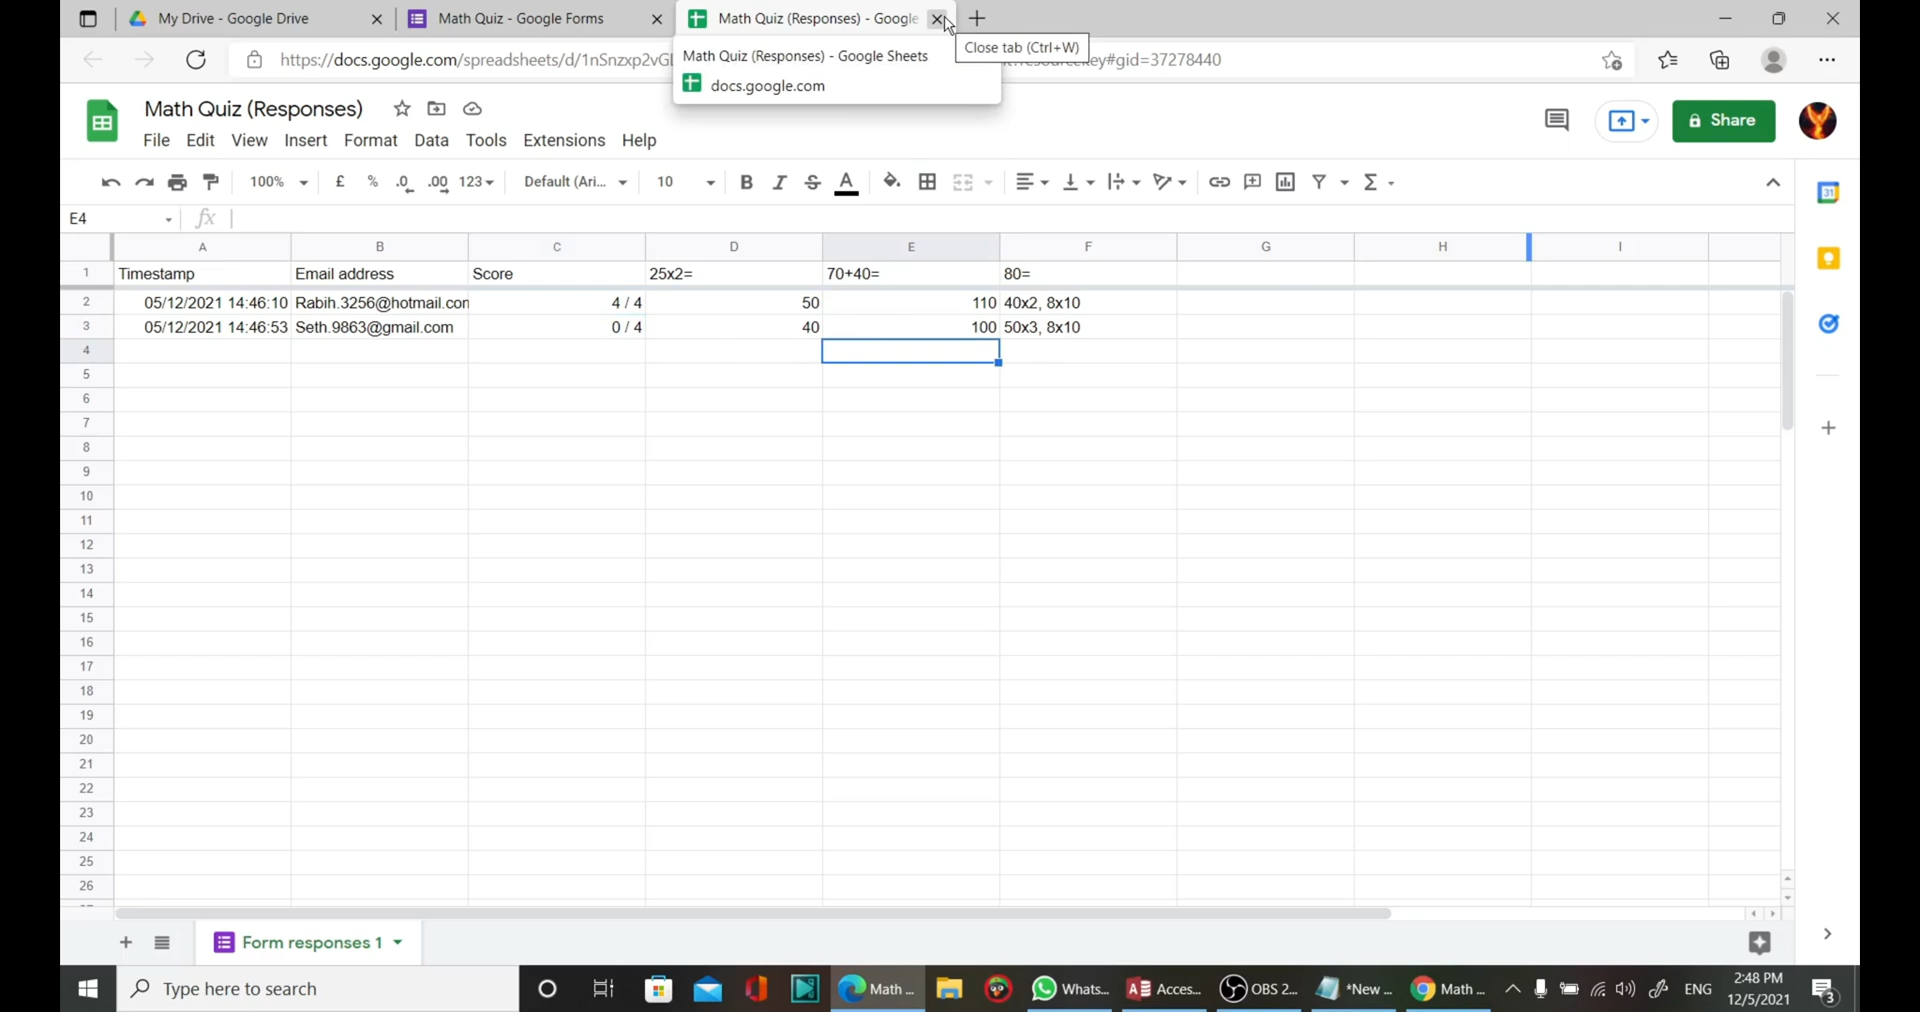 My Drive - Google Drive
Math Quiz - Google Forms
Math Quiz (Responses) - Google
Close tab (Ctrl+W)
Math Quiz (Responses) - Google Sheets
docs.google.com
https://docs.google.com/spreadsheets/d/1nSnzxp2vGL
#gid=37278440
Math Quiz (Responses)
File Edit View Insert Format Data Tools Extensions Help
Share
100% £ % .0 .00 123 Default (Ari... 10 B I S A Σ
31
E4 fx
A B C D E F G H I
1 Timestamp Email address Score 25x2= 70+40= 80=
2 05/12/2021 14:46:10 Rabih.3256@hotmail.com 4 / 4 50 110 40x2, 8x10
3 05/12/2021 14:46:53 Seth.9863@gmail.com 0 / 4 40 100 50x3, 8x10
4
5
6
7
8
9
10
11
12
13
14
15
16
17
18
19
20
21
22
23
24
25
26
Form responses 1
Type here to search
Math ...
Whats...
Acces...
OBS 2...
*New ...
Math ...
ENG
2:48 PM
12/5/2021
3